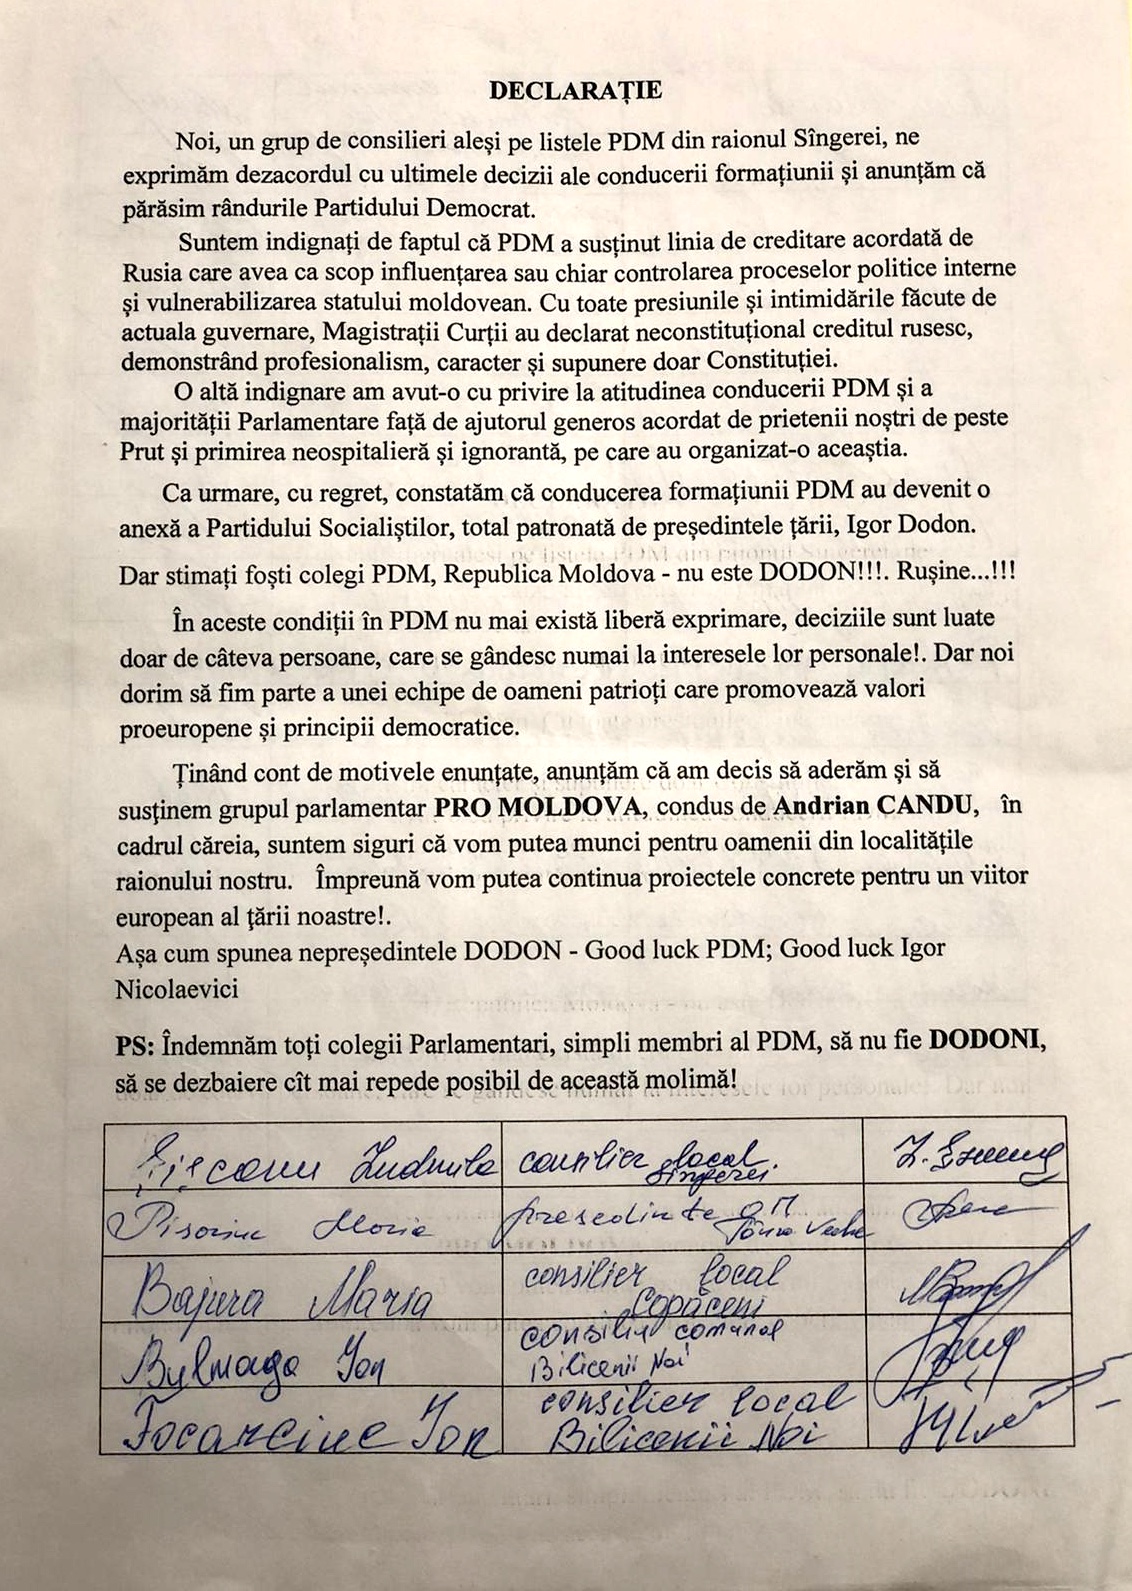 DECLARAȚIE
Noi, un grup de consilieri aleși pe listele PDM din raionul Sîngerei, ne
exprimăm dezacordul cu ultimele decizii ale conducerii formațiunii și anunțăm că
părăsim rândurile Partidului Democrat.
Suntem indignați de faptul că PDM a susținut linia de creditare acordată de
Rusia care avea ca scop influențarea sau chiar controlarea proceselor politice interne
și vulnerabilizarea statului moldovean. Cu toate presiunile și intimidările făcute de
actuala guvernare, Magistrații Curții au declarat neconstituțional creditul rusesc,
demonstrând profesionalism, caracter și supunere doar Constituției.
O altă indignare am avut-o cu privire la atitudinea conducerii PDM și a
majorității Parlamentare față de ajutorul generos acordat de prietenii noștri de peste
Prut și primirea neospitalieră și ignorantă, pe care au organizat-o aceaștia.
Ca urmare, cu regret, constatăm că conducerea formațiunii PDM au devenit o
anexă a Partidului Socialiștilor, total patronată de președintele țării, Igor Dodon.
Dar stimați foști colegi PDM, Republica Moldova - nu este DODON!!!. Rușine...!!!
În aceste condiții în PDM nu mai există liberă exprimare, deciziile sunt luate
doar de câteva persoane, care se gândesc numai la interesele lor personale!. Dar noi
dorim să fim parte a unei echipe de oameni patrioți care promovează valori
proeuropene și principii democratice.
Ținând cont de motivele enunțate, anunțăm că am decis să aderăm și să
susținem grupul parlamentar PRO MOLDOVA, condus de Andrian CANDU, în
cadrul căreia, suntem siguri că vom putea munci pentru oamenii din localitățile
raionului nostru. Împreună vom putea continua proiectele concrete pentru un viitor
european al țării noastre!.
Așa cum spunea nepreședintele DODON - Good luck PDM; Good luck Igor
Nicolaevici
PS: Îndemnăm toți colegii Parlamentari, simpli membri al PDM, să nu fie DODONI,
să se dezbaiere cît mai repede posibil de această molimă!
Ludmila consilier local Sîngerei
Maria președinte
Bajura Maria consilier local Copăceni
Bulmaga Ion consiliu comunal Bilicenii Noi
Ion consilier local Bilicenii Noi